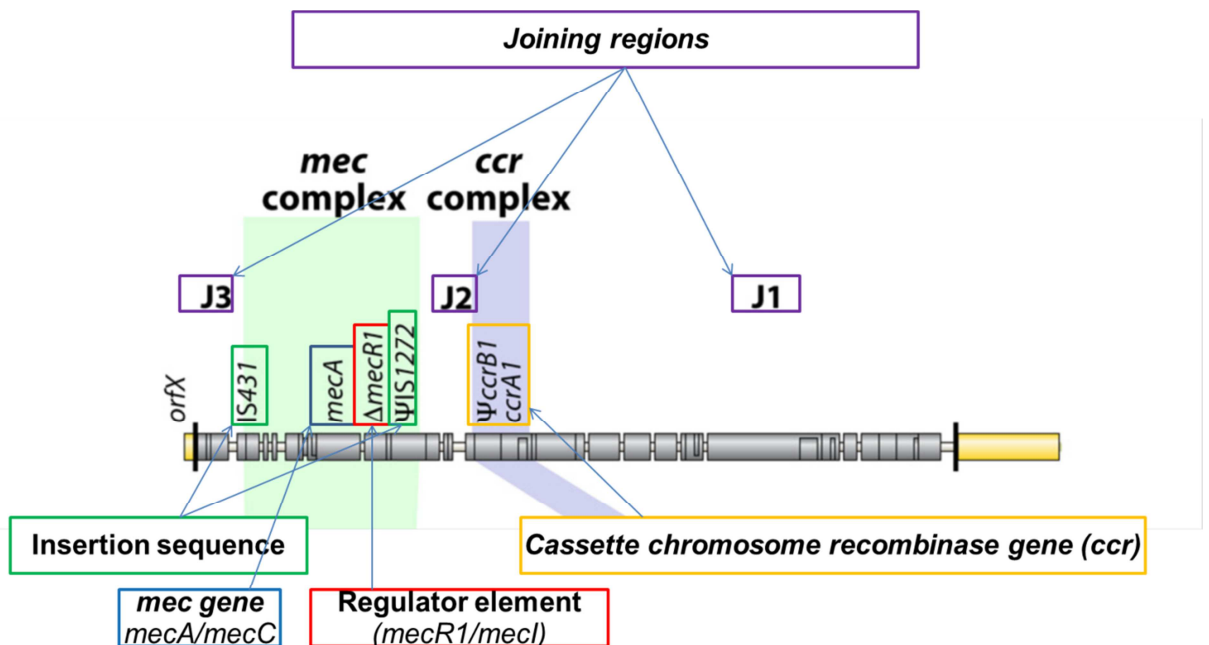 Joining regions
mec
complex
ccr
complex
J3
J2
J1
orfX
IS431
mecA
ΔmecR1
ΨIS1272
ΨccrB1
ccrA1
Insertion sequence
Cassette chromosome recombinase gene (ccr)
mec gene
mecA/mecC
Regulator element
(mecR1/mecI)